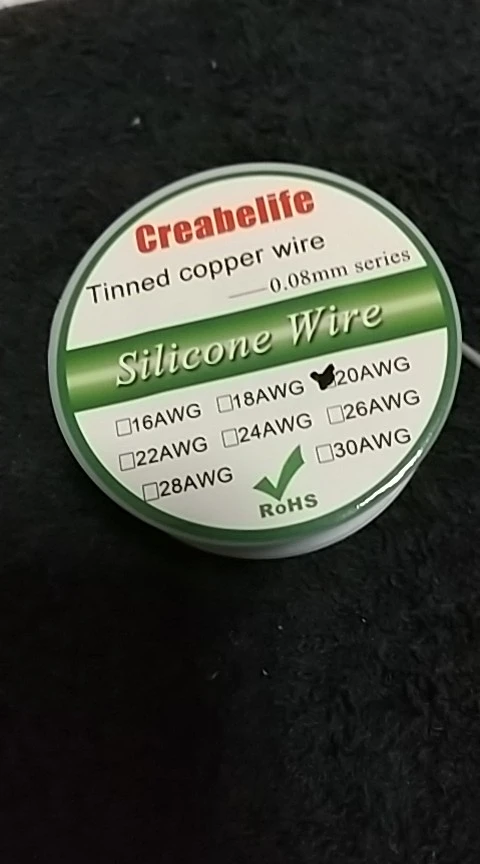 Creabelife
Tinned copper wire
0.08mm series
Silicone Wire
16AWG 18AWG 20AWG
22AWG 24AWG 26AWG
28AWG 30AWG
RoHS